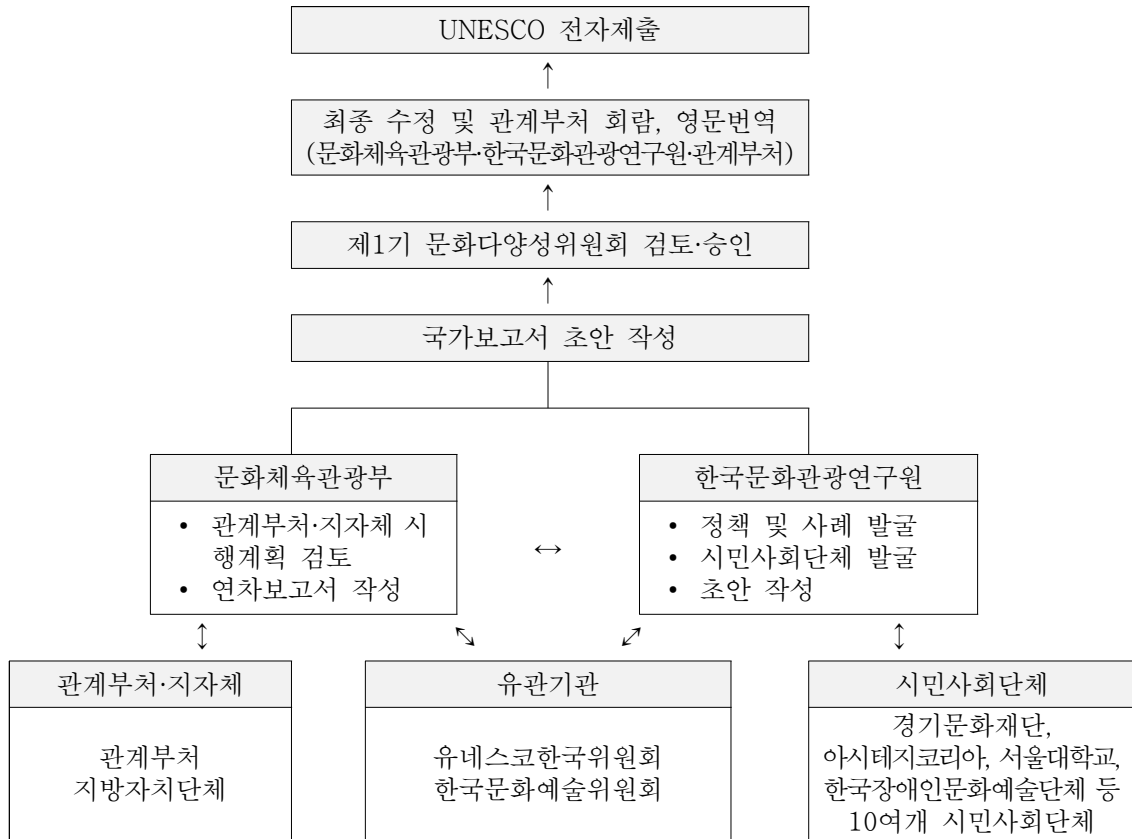 UNESCO 전자제출
↑
최종 수정 및 관계부처 회람, 영문번역
(문화체육관광부·한국문화관광연구원·관계부처)
↑
제1기 문화다양성위원회 검토·승인
↑
국가보고서 초안 작성
문화체육관광부
• 관계부처·지자체 시
행계획 검토
• 연차보고서 작성
↔
한국문화관광연구원
• 정책 및 사례 발굴
• 시민사회단체 발굴
• 초안 작성
↕ ⤡ ⤢ ↕
관계부처·지자체
관계부처
지방자치단체
유관기관
유네스코한국위원회
한국문화예술위원회
시민사회단체
경기문화재단,
아시테지코리아, 서울대학교,
한국장애인문화예술단체 등
10여개 시민사회단체